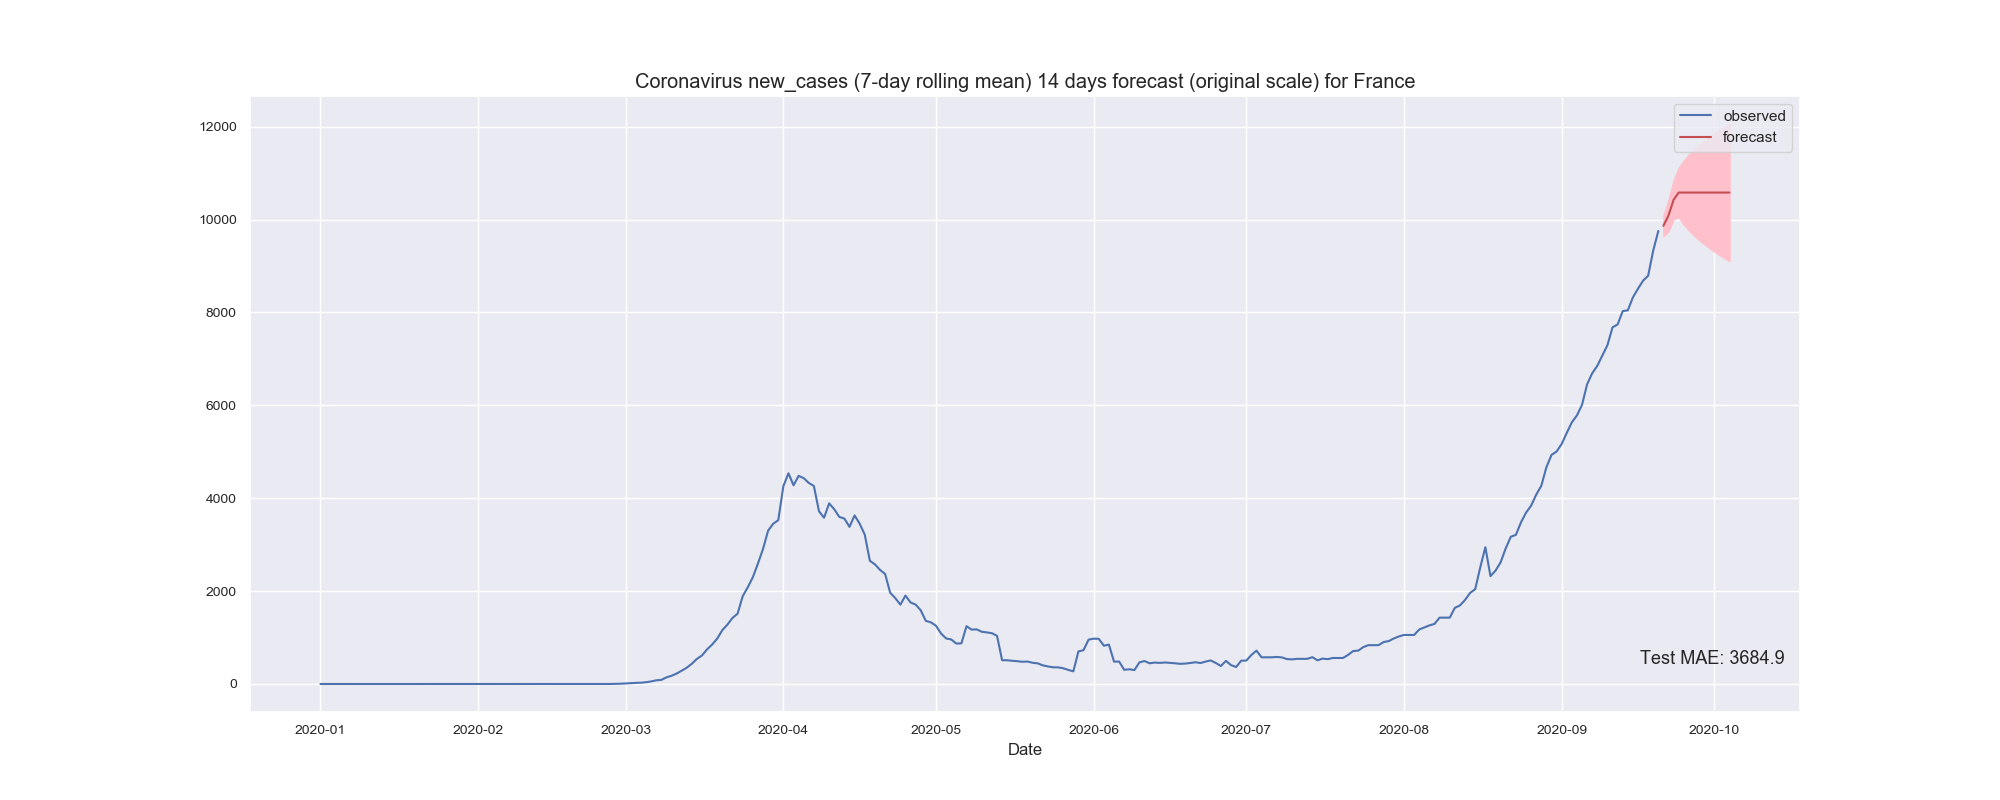 Coronavirus new_cases (7-day rolling mean) 14 days forecast (original scale) for France
observed
forecast
12000
10000
8000
6000
4000
2000
0
Test MAE: 3684.9
2020-01 2020-02 2020-03 2020-04 2020-05 2020-06 2020-07 2020-08 2020-09 2020-10
Date